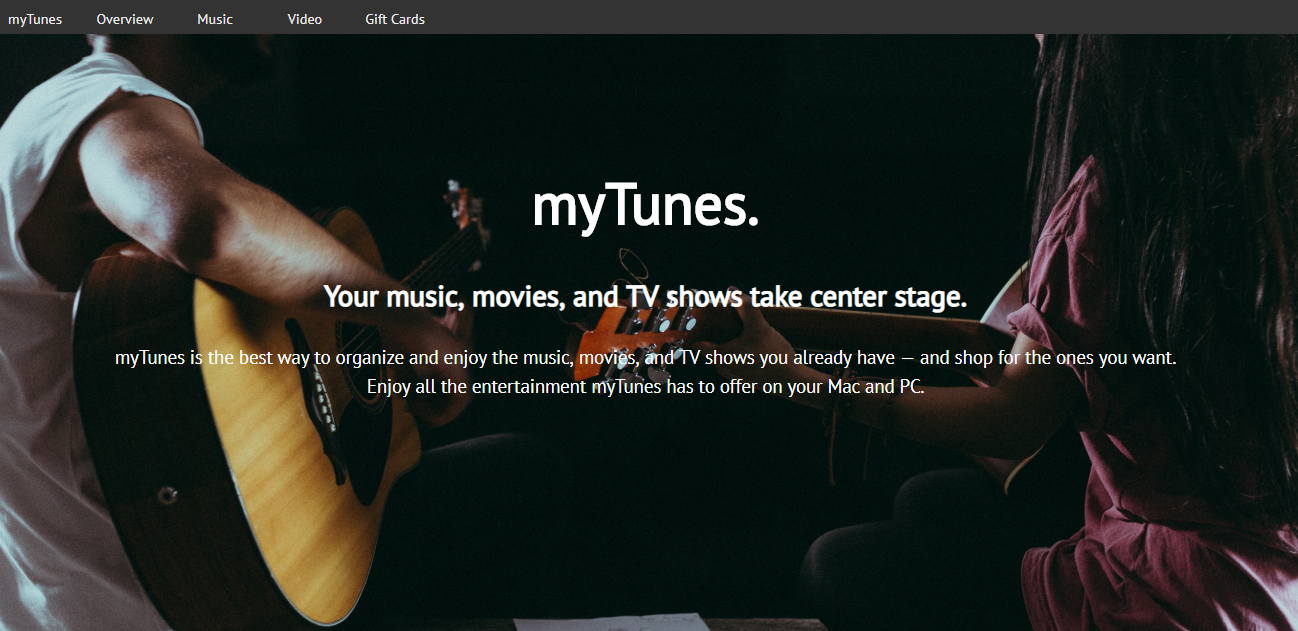 myTunes Overview Music Video Gift Cards
myTunes.
Your music, movies, and TV shows take center stage.
myTunes is the best way to organize and enjoy the music, movies, and TV shows you already have — and shop for the ones you want.
Enjoy all the entertainment myTunes has to offer on your Mac and PC.